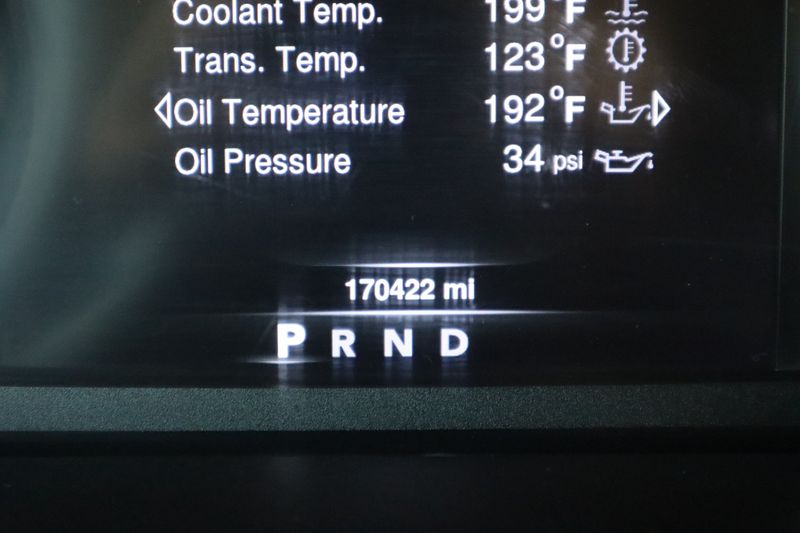 Coolant Temp. 199°F
Trans. Temp. 123°F
Oil Temperature 192°F
Oil Pressure 34 psi
170422 mi
P R N D